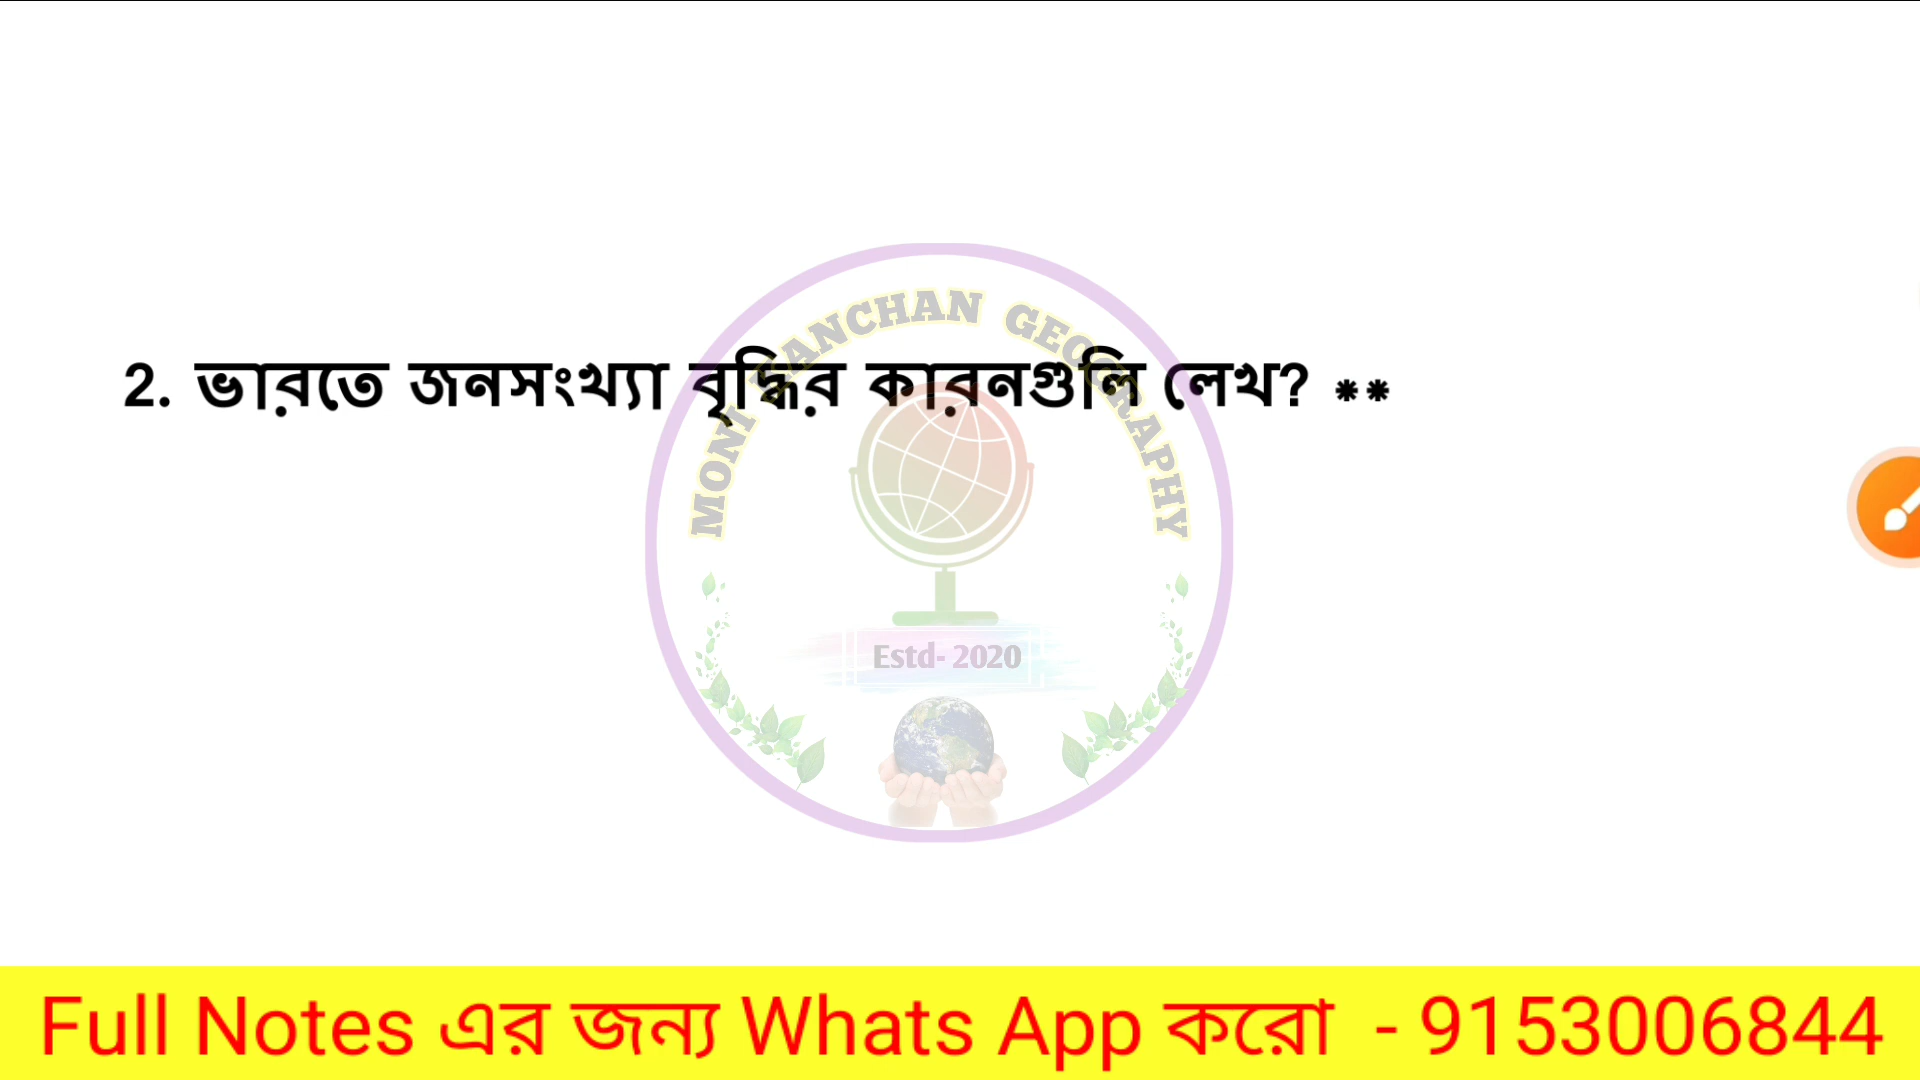 MONI KANCHAN GEOGRAPHY
2. ভারতে জনসংখ্যা বৃদ্ধির কারনগুলি লেখ? **
Estd- 2020
Full Notes এর জন্য Whats App করো - 9153006844